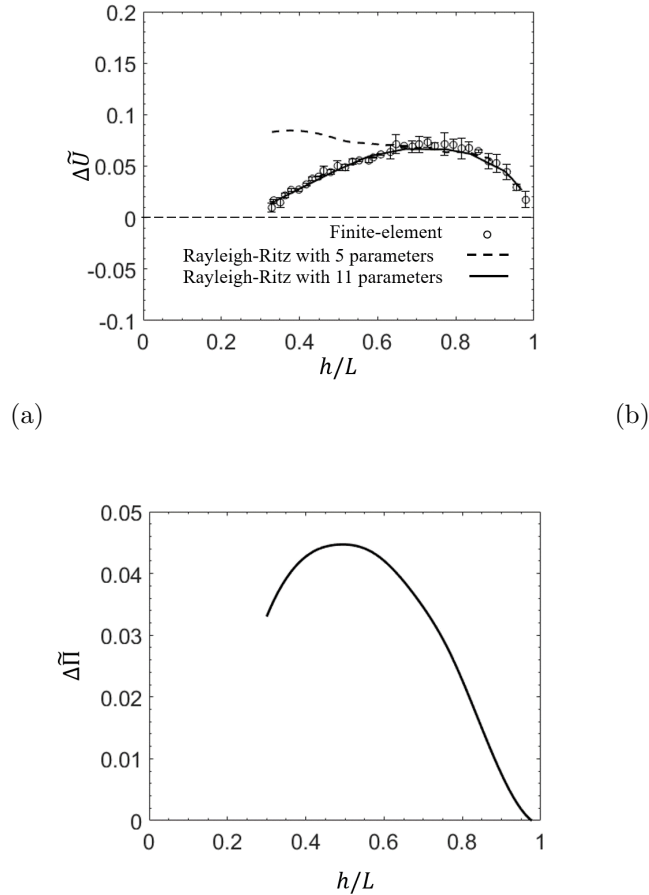 0.2
0.15
0.1
0.05
0
-0.05
-0.1
ΔŨ
Finite-element
Rayleigh-Ritz with 5 parameters
Rayleigh-Ritz with 11 parameters
0 0.2 0.4 0.6 0.8 1
h/L
(a) (b)
0.05
0.04
0.03
0.02
0.01
0
ΔΠ̃
0 0.2 0.4 0.6 0.8 1
h/L